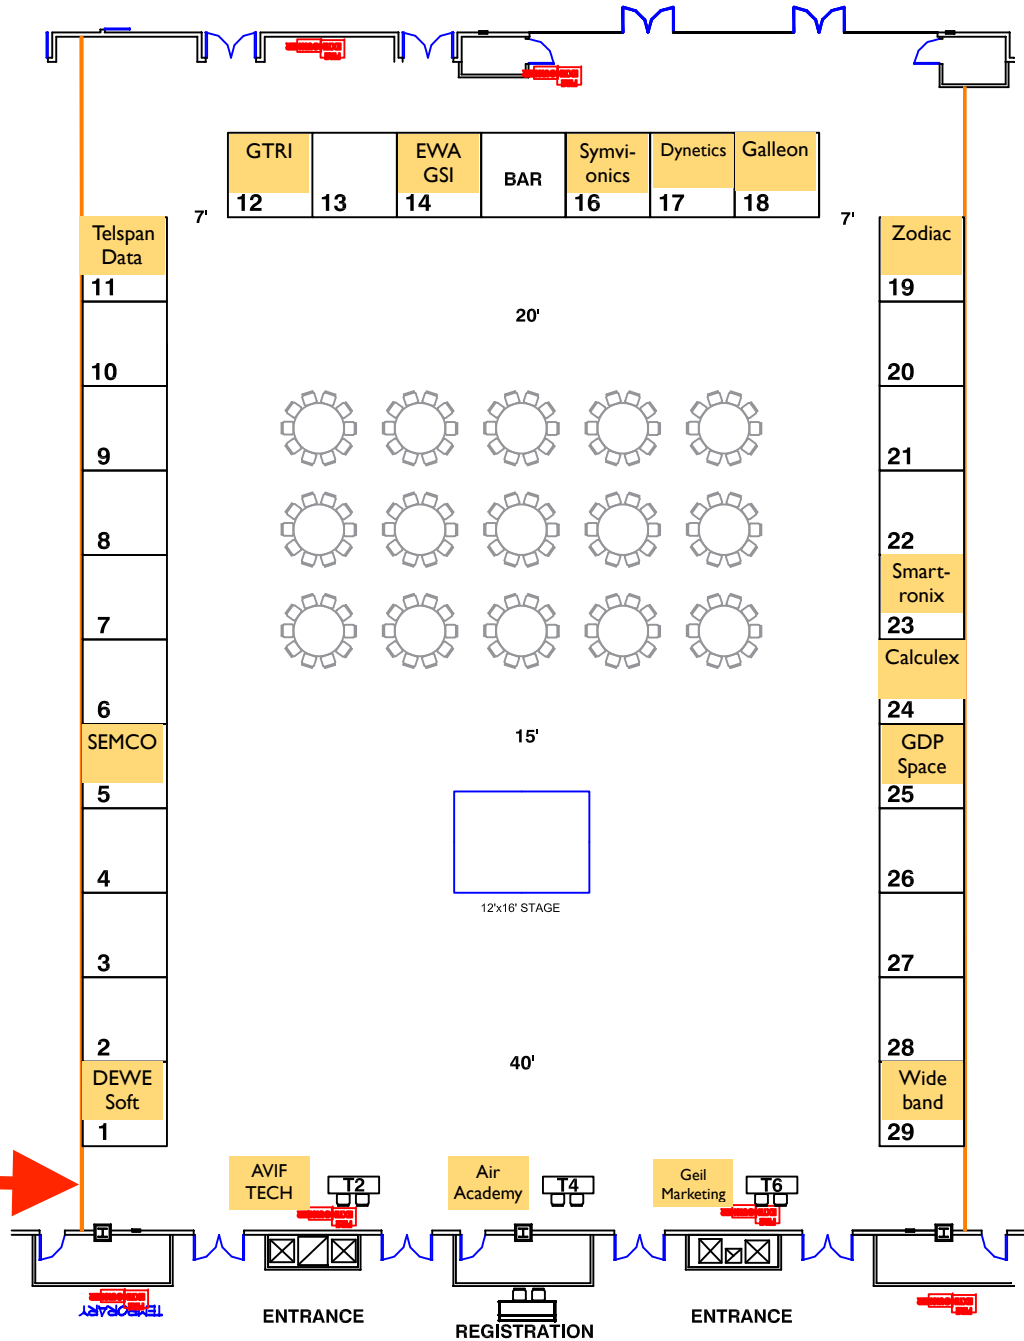 GTRI
12
13
EWA
GSI
14
BAR
Symvi-
onics
16
Dynetics
17
Galleon
18
7'
7'
Telspan
Data
11
10
9
8
7
6
SEMCO
5
4
3
2
DEWE
Soft
1
20'
15'
12'x16' STAGE
40'
Zodiac
19
20
21
22
Smart-
ronix
23
Calculex
24
GDP
Space
25
26
27
28
Wide
band
29
AVIF
TECH
T2
Air
Academy
T4
Geil
Marketing
T6
H
H
H
TEMPORARY
ENTRANCE
REGISTRATION
ENTRANCE